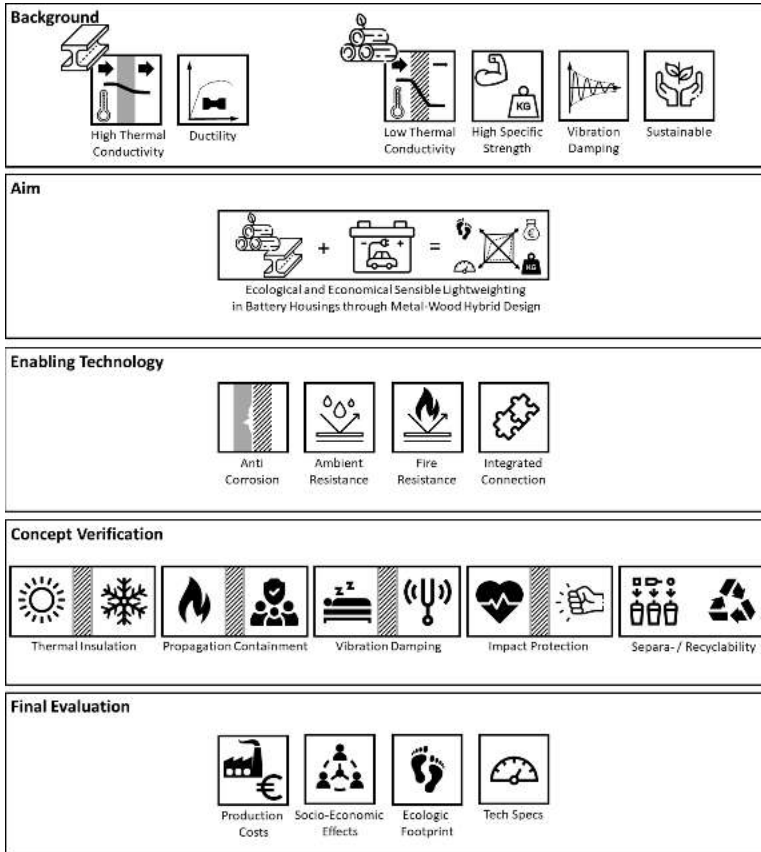 Background
High Thermal
Conductivity
Ductility
Low Thermal
Conductivity
KG
High Specific
Strength
Vibration
Damping
Sustainable
Aim
+
- +
=
€
KG
Ecological and Economical Sensible Lightweighting
in Battery Housings through Metal-Wood Hybrid Design
Enabling Technology
Anti
Corrosion
Ambient
Resistance
Fire
Resistance
Integrated
Connection
Concept Verification
Thermal Insulation
Propagation Containment
z z
Vibration Damping
Impact Protection
Separa- / Recyclability
Final Evaluation
€
Production
Costs
Socio-Economic
Effects
Ecologic
Footprint
Tech Specs